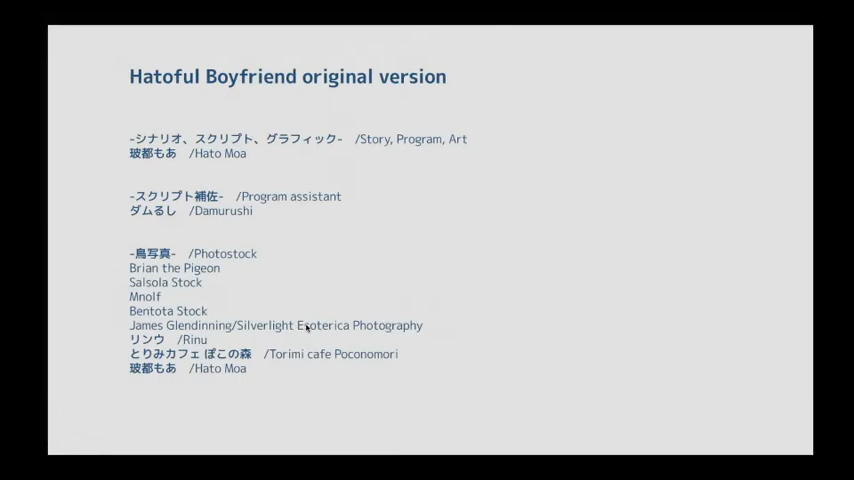 Hatoful Boyfriend original version
-シナリオ、スクリプト、グラフィック- /Story, Program, Art
玻都もあ /Hato Moa
-スクリプト補佐- /Program assistant
ダムるし /Damurushi
-鳥写真- /Photostock
Brian the Pigeon
Salsola Stock
Mnolf
Bentota Stock
James Glendinning/Silverlight Esoterica Photography
リンウ /Rinu
とりみカフェ ぽこの森 /Torimi cafe Poconomori
玻都もあ /Hato Moa